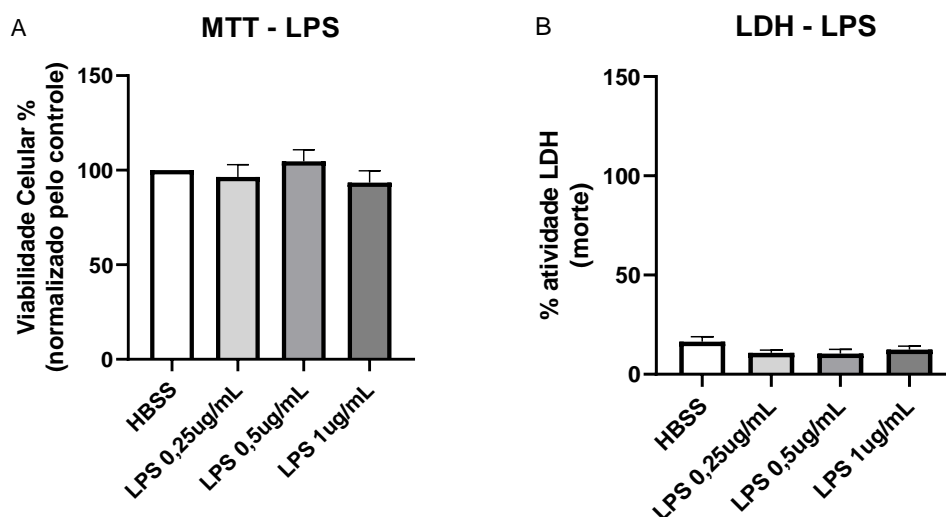 A
MTT - LPS
Viabilidade Celular %
(normalizado pelo controle)
150
100
50
0
HBSS
LPS 0,25ug/mL
LPS 0,5ug/mL
LPS 1ug/mL
B
LDH - LPS
% atividade LDH
(morte)
150
100
50
0
HBSS
LPS 0,25ug/mL
LPS 0,5ug/mL
LPS 1ug/mL